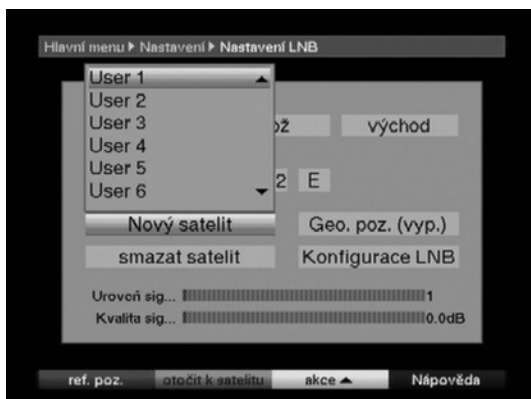 Hlavní menu ▸ Nastavení ▸ Nastavení LNB
User 1
User 2
User 3
User 4
User 5
User 6
ož východ
2 E
Nový satelit Geo. poz. (vyp.)
smazat satelit Konfigurace LNB
Uroveň sig... 1
Kvalita sig... 0.0dB
ref. poz. otočit k satelitu akce Nápověda